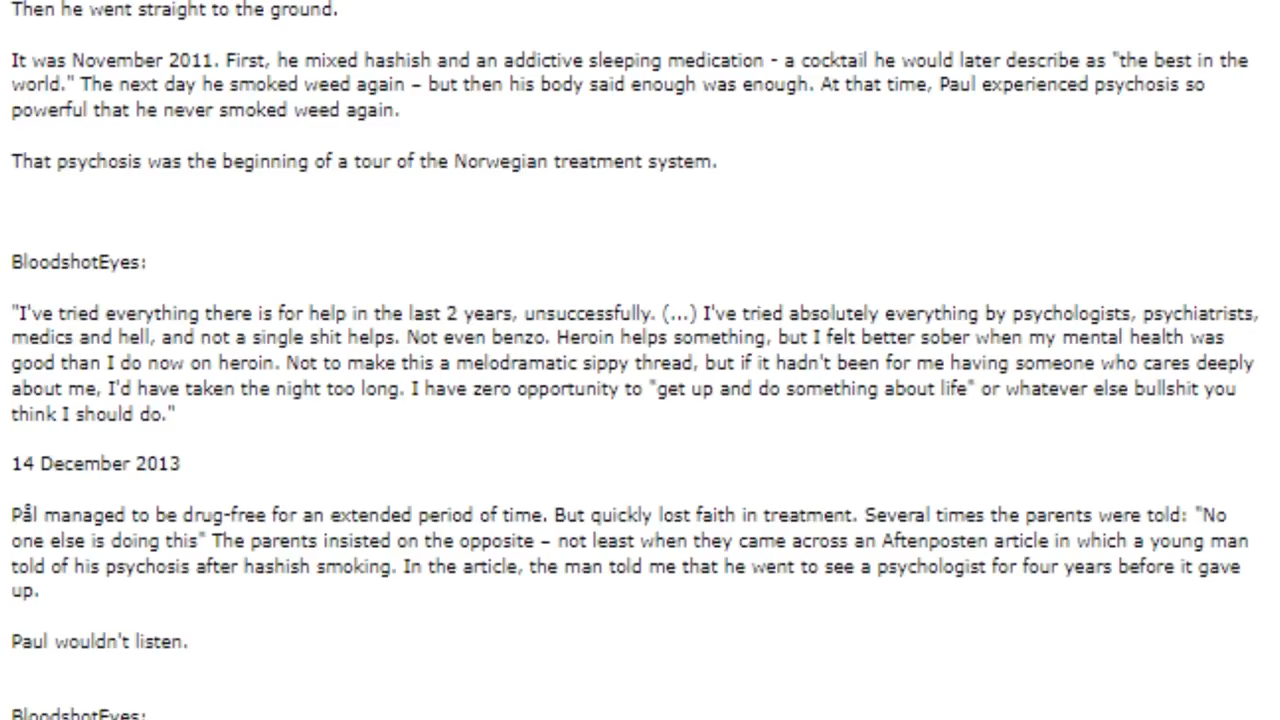 Then he went straight to the ground.
It was November 2011. First, he mixed hashish and an addictive sleeping medication - a cocktail he would later describe as "the best in the
world." The next day he smoked weed again – but then his body said enough was enough. At that time, Paul experienced psychosis so
powerful that he never smoked weed again.
That psychosis was the beginning of a tour of the Norwegian treatment system.
BloodshotEyes:
"I've tried everything there is for help in the last 2 years, unsuccessfully. (...) I've tried absolutely everything by psychologists, psychiatrists,
medics and hell, and not a single shit helps. Not even benzo. Heroin helps something, but I felt better sober when my mental health was
good than I do now on heroin. Not to make this a melodramatic sippy thread, but if it hadn't been for me having someone who cares deeply
about me, I'd have taken the night too long. I have zero opportunity to "get up and do something about life" or whatever else bullshit you
think I should do."
14 December 2013
Pål managed to be drug-free for an extended period of time. But quickly lost faith in treatment. Several times the parents were told: "No
one else is doing this" The parents insisted on the opposite – not least when they came across an Aftenposten article in which a young man
told of his psychosis after hashish smoking. In the article, the man told me that he went to see a psychologist for four years before it gave
up.
Paul wouldn't listen.
BloodshotEyes: